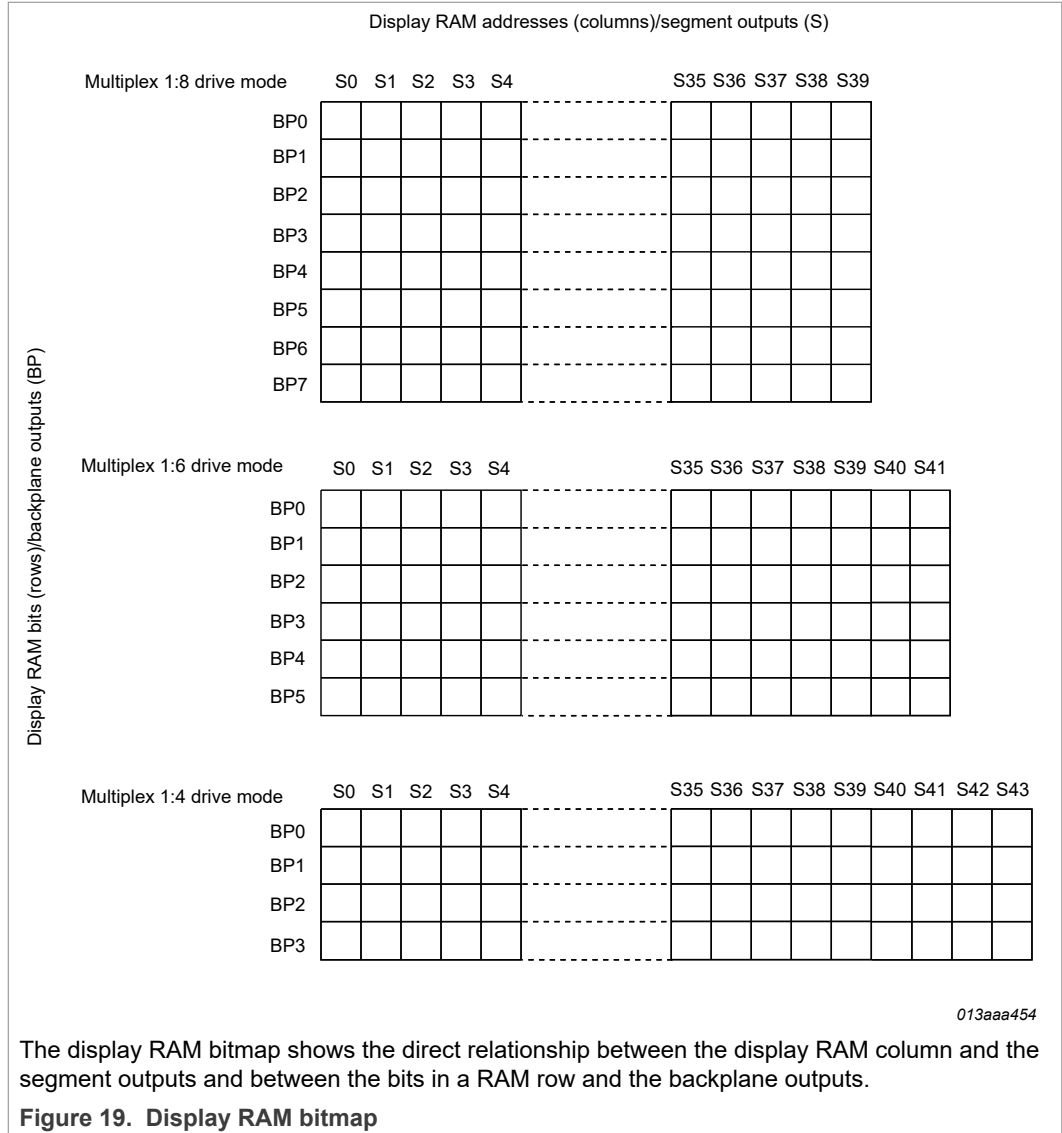 Display RAM addresses (columns)/segment outputs (S)
Display RAM bits (rows)/backplane outputs (BP)
Multiplex 1:8 drive mode S0 S1 S2 S3 S4 S35 S36 S37 S38 S39
BP0
BP1
BP2
BP3
BP4
BP5
BP6
BP7
Multiplex 1:6 drive mode S0 S1 S2 S3 S4 S35 S36 S37 S38 S39 S40 S41
BP0
BP1
BP2
BP3
BP4
BP5
Multiplex 1:4 drive mode S0 S1 S2 S3 S4 S35 S36 S37 S38 S39 S40 S41 S42 S43
BP0
BP1
BP2
BP3
013aaa454
The display RAM bitmap shows the direct relationship between the display RAM column and the
segment outputs and between the bits in a RAM row and the backplane outputs.
Figure 19. Display RAM bitmap